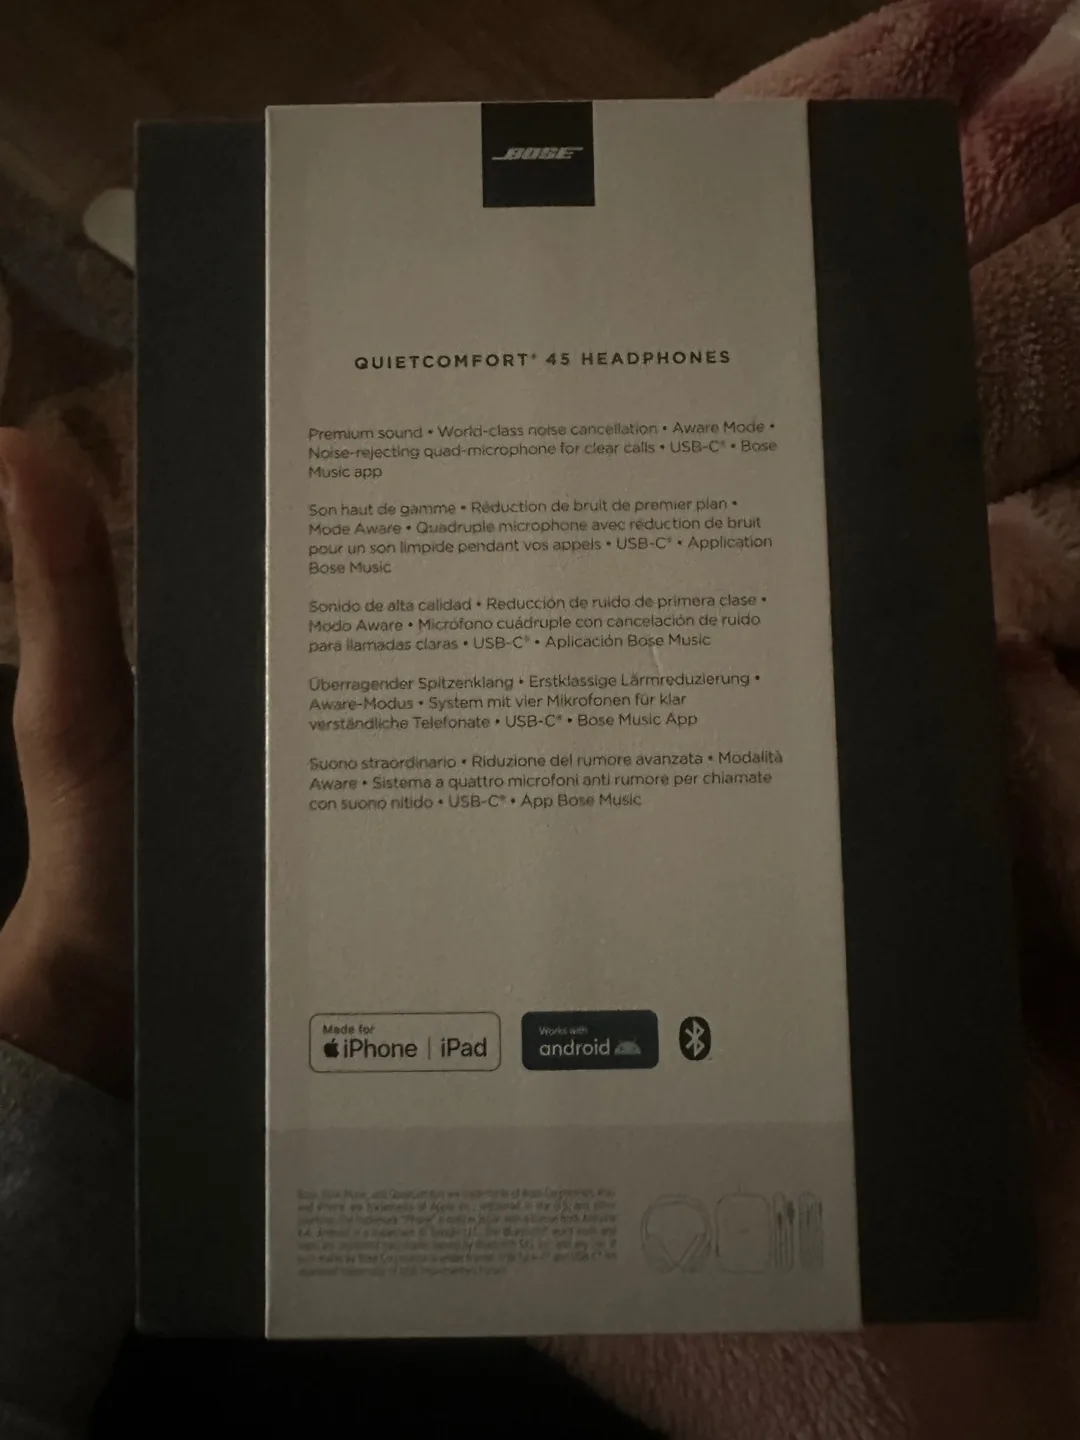 BOSE
QUIETCOMFORT® 45 HEADPHONES
Premium sound • World-class noise cancellation • Aware Mode •
Noise-rejecting quad-microphone for clear calls • USB-C® • Bose
Music app
Son haut de gamme • Réduction de bruit de premier plan •
Mode Aware • Quadruple microphone avec réduction de bruit
pour un son limpide pendant vos appels • USB-C® • Application
Bose Music
Sonido de alta calidad • Reducción de ruido de primera clase •
Modo Aware • Micrófono cuádruple con cancelación de ruido
para llamadas claras • USB-C® • Aplicación Bose Music
Überragender Spitzenklang • Erstklassige Lärmreduzierung •
Aware-Modus • System mit vier Mikrofonen für klar
verständliche Telefonate • USB-C® • Bose Music App
Suono straordinario • Riduzione del rumore avanzata • Modalità
Aware • Sistema a quattro microfoni anti rumore per chiamate
con suono nitido • USB-C® • App Bose Music
Made for
iPhone | iPad
Works with
android